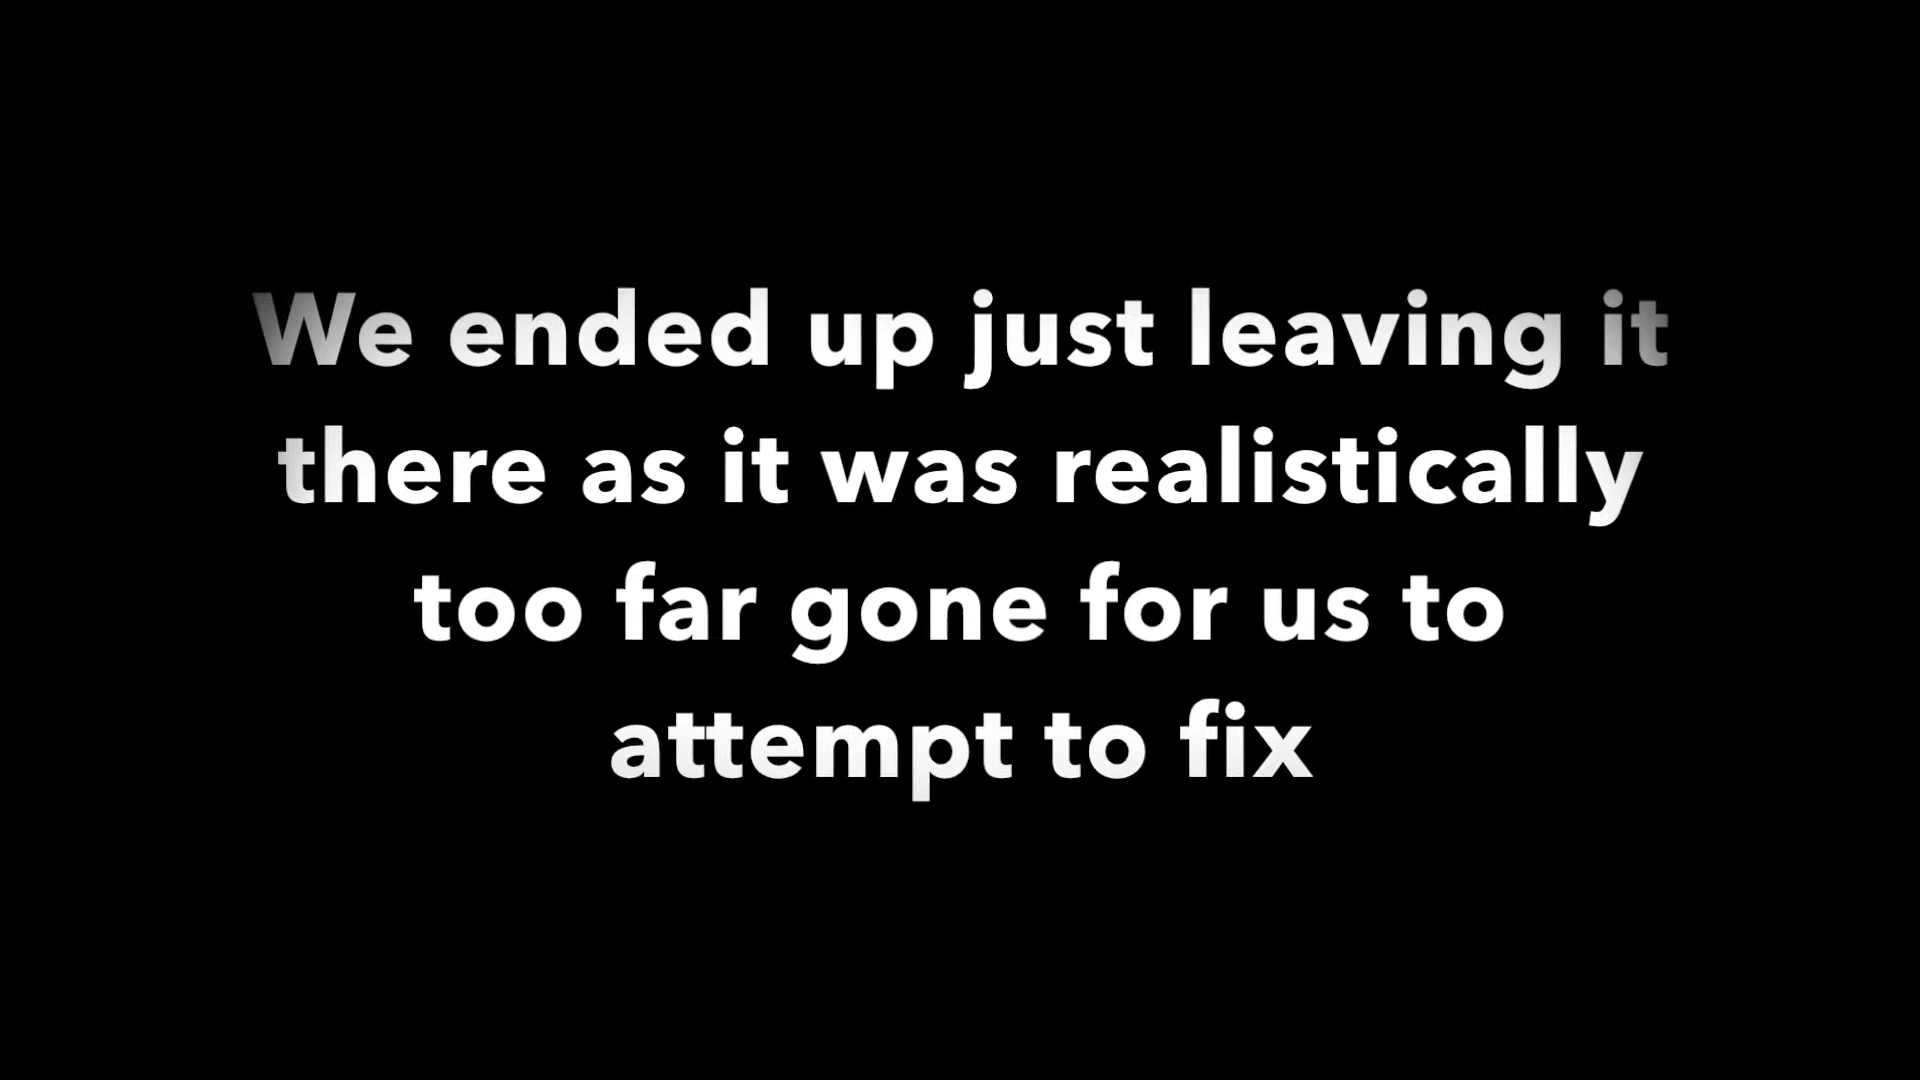 We ended up just leaving it
there as it was realistically
too far gone for us to
attempt to fix